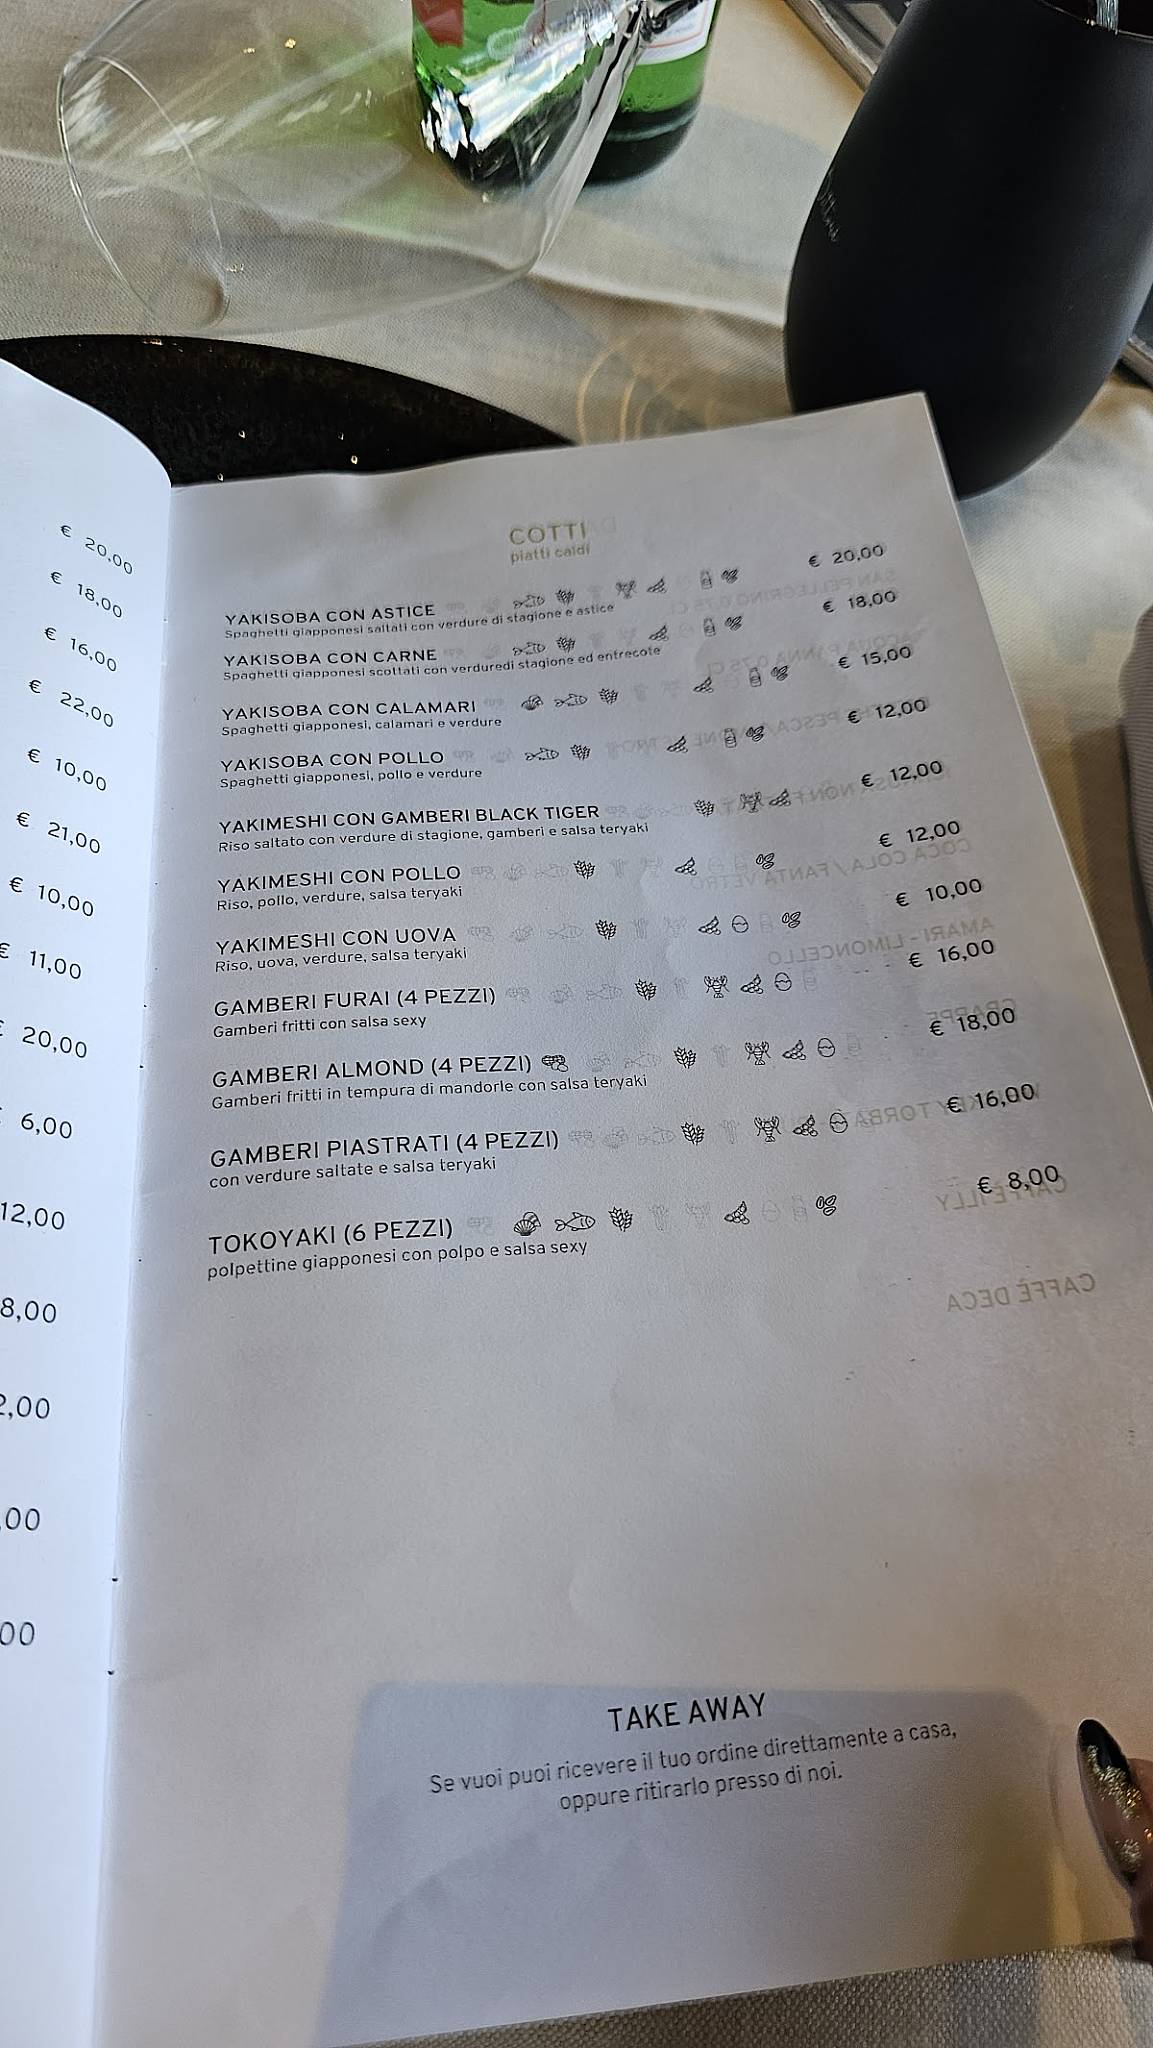 € 20,00
€ 18,00
€ 16,00
€ 22,00
€ 10,00
€ 21,00
€ 10,00
€ 11,00
€ 20,00
6,00
12,00
8,00
2,00
,00
00
COTTI
piatti caldi
YAKISOBA CON ASTICE € 20,00
Spaghetti giapponesi saltati con verdure di stagione e astice
YAKISOBA CON CARNE € 18,00
Spaghetti giapponesi scottati con verduredi stagione ed entrecote
YAKISOBA CON CALAMARI € 15,00
Spaghetti giapponesi, calamari e verdure
YAKISOBA CON POLLO € 12,00
Spaghetti giapponesi, pollo e verdure
YAKIMESHI CON GAMBERI BLACK TIGER € 12,00
Riso saltato con verdure di stagione, gamberi e salsa teryaki
YAKIMESHI CON POLLO € 12,00
Riso, pollo, verdure, salsa teryaki
YAKIMESHI CON UOVA € 10,00
Riso, uova, verdure, salsa teryaki
GAMBERI FURAI (4 PEZZI) € 16,00
Gamberi fritti con salsa sexy
GAMBERI ALMOND (4 PEZZI) € 18,00
Gamberi fritti in tempura di mandorle con salsa teryaki
GAMBERI PIASTRATI (4 PEZZI) € 16,00
con verdure saltate e salsa teryaki
TOKOYAKI (6 PEZZI) € 8,00
polpettine giapponesi con polpo e salsa sexy
TAKE AWAY
Se vuoi puoi ricevere il tuo ordine direttamente a casa,
oppure ritirarlo presso di noi.